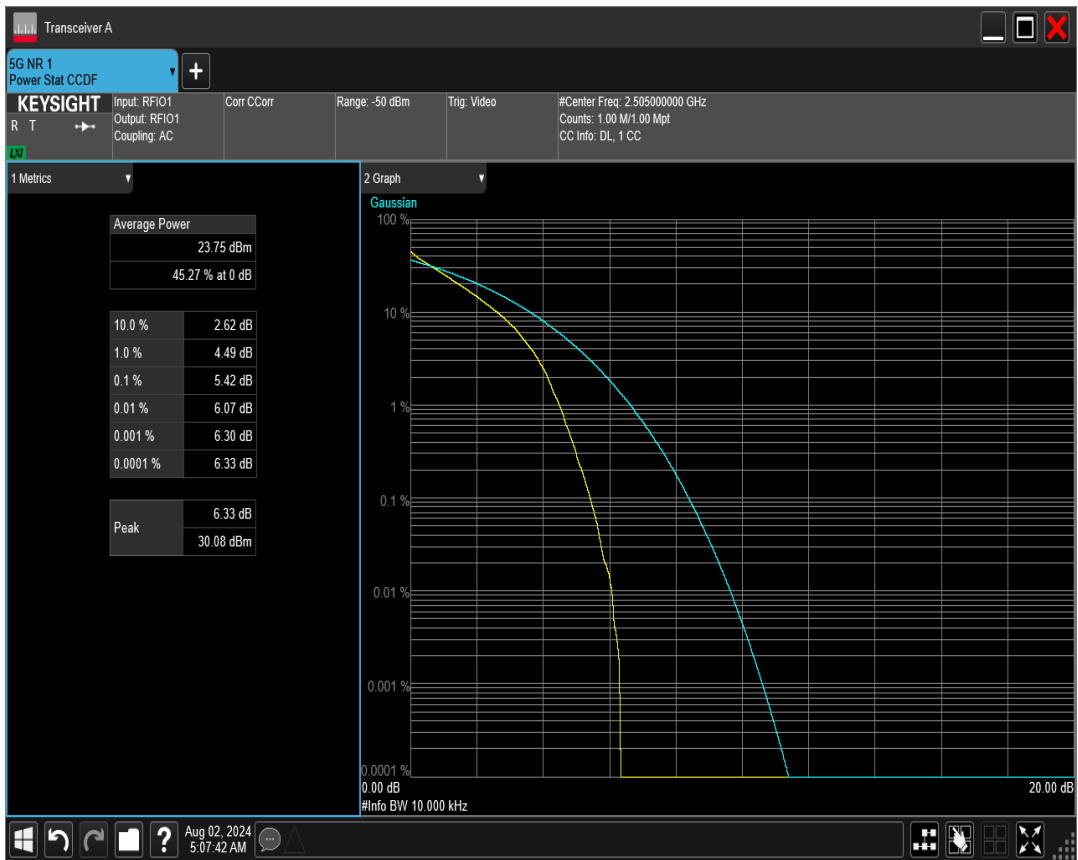 Transceiver A
5G NR 1
Power Stat CCDF
+
KEYSIGHT
R T
LXI
Input: RFIO1
Output: RFIO1
Coupling: AC
Corr CCorr
Range: -50 dBm
Trig: Video
#Center Freq: 2.505000000 GHz
Counts: 1.00 M/1.00 Mpt
CC Info: DL, 1 CC
1 Metrics
Average Power
23.75 dBm
45.27 % at 0 dB
10.0 % 2.62 dB
1.0 % 4.49 dB
0.1 % 5.42 dB
0.01 % 6.07 dB
0.001 % 6.30 dB
0.0001 % 6.33 dB
Peak 6.33 dB
30.08 dBm
2 Graph
Gaussian
100 %
10 %
1 %
0.1 %
0.01 %
0.001 %
0.0001 %
0.00 dB 20.00 dB
#Info BW 10.000 kHz
?
Aug 02, 2024
5:07:42 AM